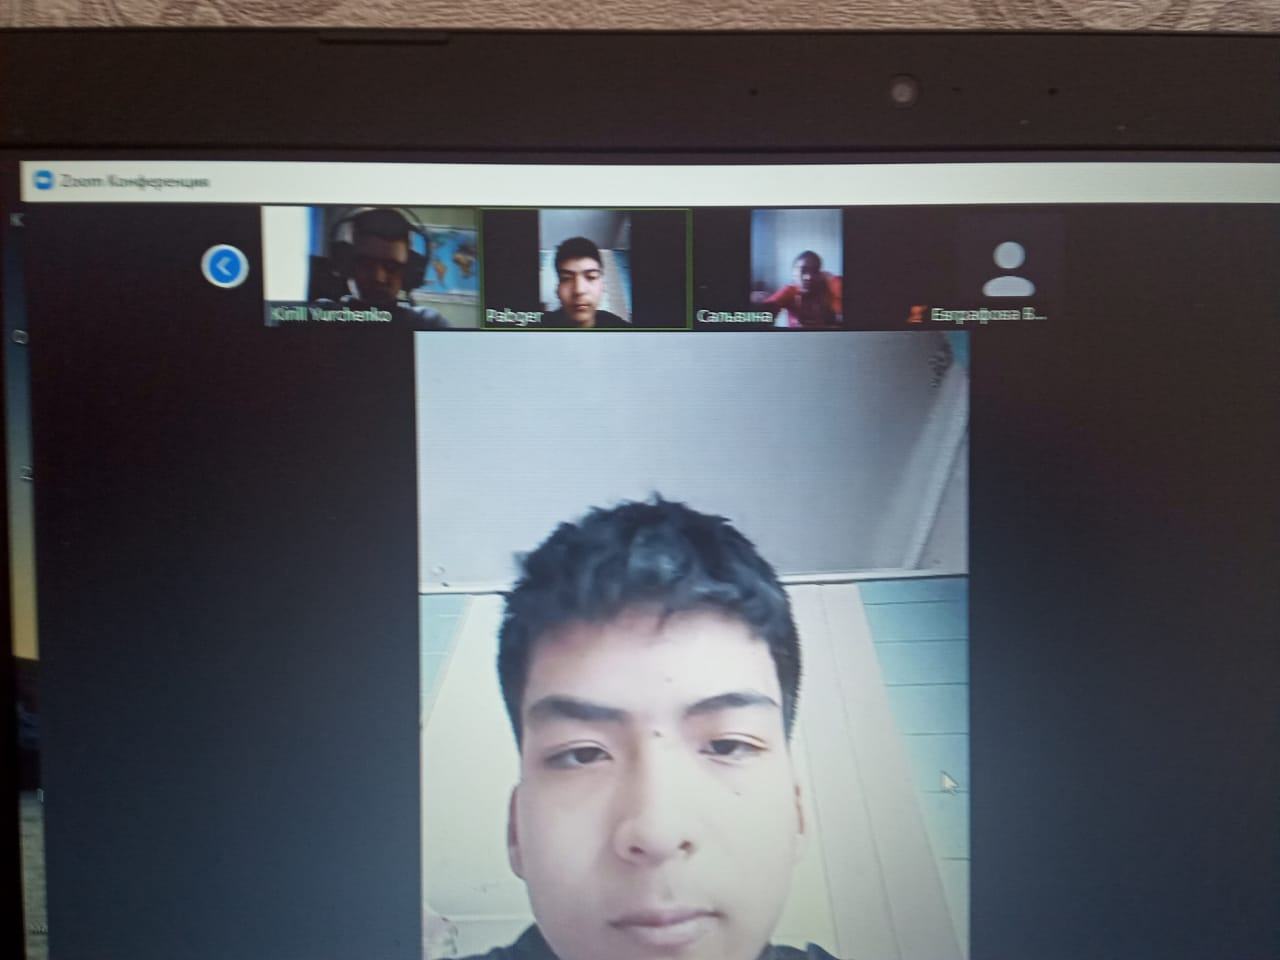 Zoom Конференция
Kirill Yurchenko
Pabger
Сальвина
Евграфова В...